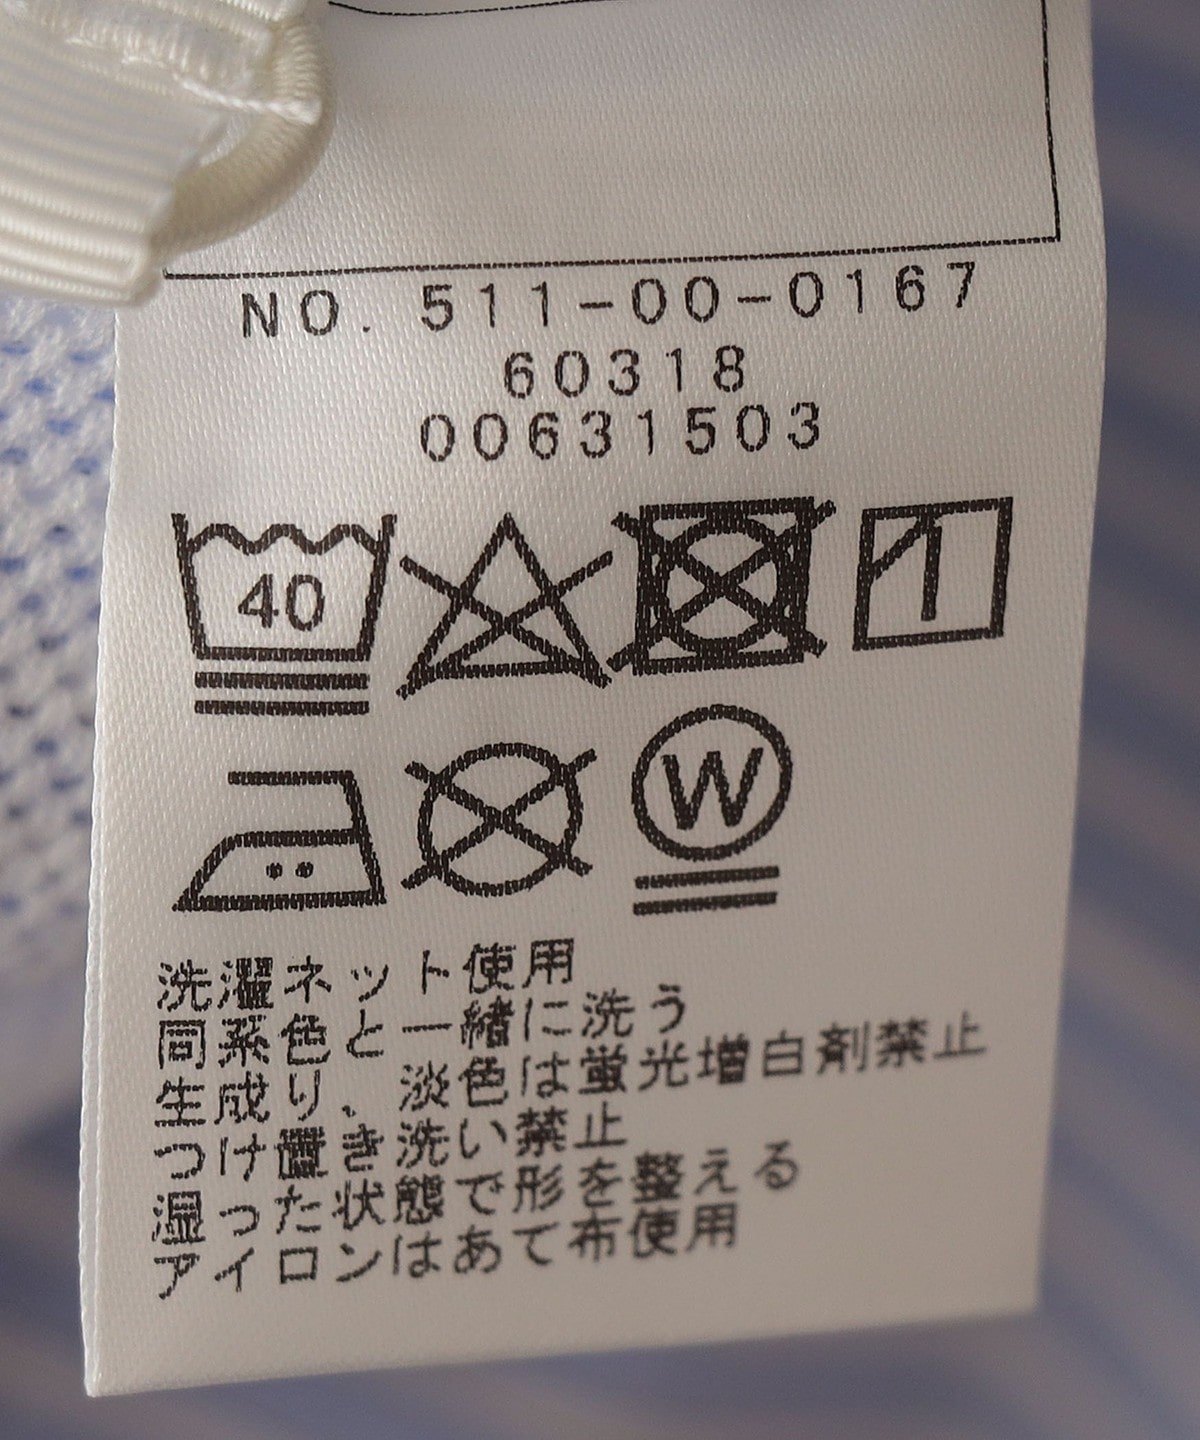 NO. 511-00-0167
60318
00631503
40
W
洗濯ネット使用
同系色と一緒に洗う
生成り、淡色は蛍光増白剤禁止
つけ置き洗い禁止
湿った状態で形を整える
アイロンはあて布使用